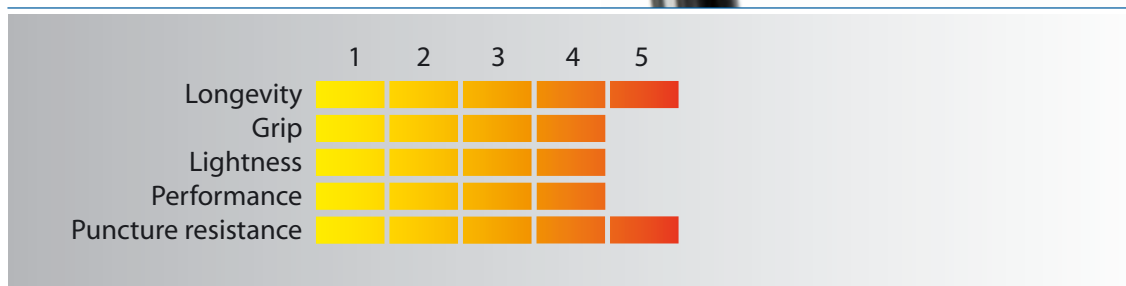 1 2 3 4 5
Longevity
Grip
Lightness
Performance
Puncture resistance